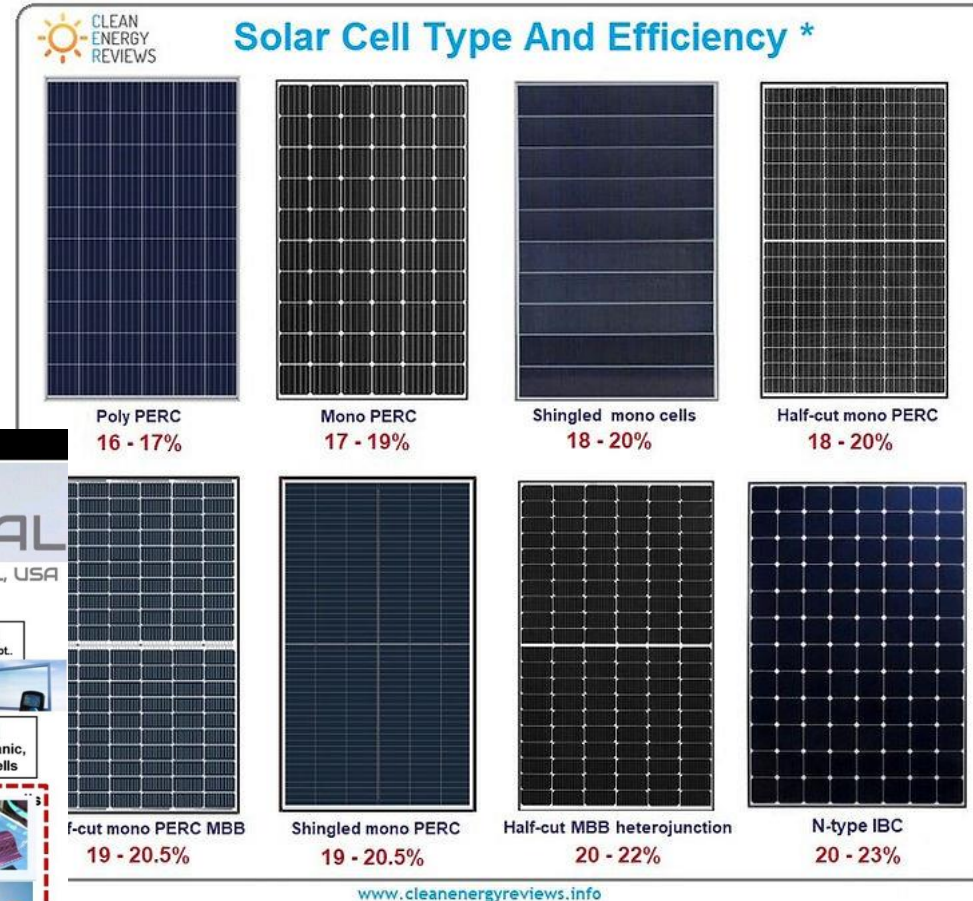 CLEAN
ENERGY
REVIEWS
Solar Cell Type And Efficiency *
Poly PERC
16 - 17%
Mono PERC
17 - 19%
Shingled mono cells
18 - 20%
Half-cut mono PERC
18 - 20%
AL
, USA
f-cut mono PERC MBB
19 - 20.5%
Shingled mono PERC
19 - 20.5%
Half-cut MBB heterojunction
20 - 22%
N-type IBC
20 - 23%
www.cleanenergyreviews.info